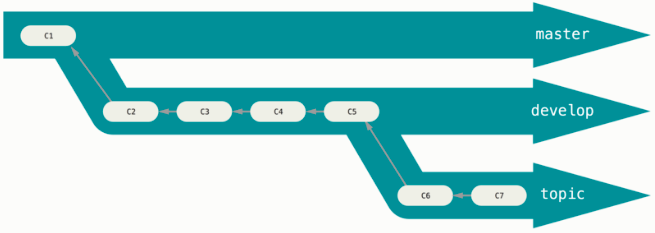 C1 master
C2 C3 C4 C5 develop
C6 C7 topic